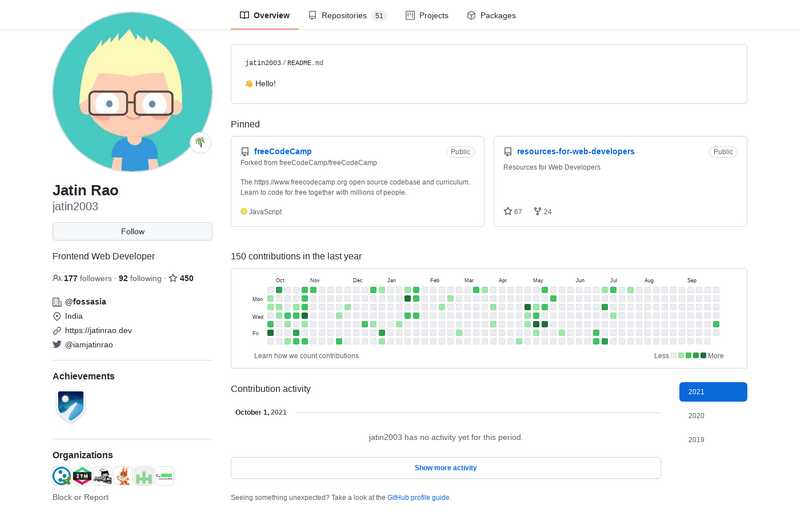 Overview
Repositories 51
Projects
Packages
jatin2003 / README.md
👋 Hello!
Pinned
freeCodeCamp Public
Forked from freeCodeCamp/freeCodeCamp
The https://www.freecodecamp.org open source codebase and curriculum.
Learn to code for free together with millions of people.
JavaScript
resources-for-web-developers Public
Resources for Web Developers
67 24
Jatin Rao
jatin2003
Follow
Frontend Web Developer
177 followers · 92 following · 450
@fossasia
India
https://jatinrao.dev
@iamjatinrao
Achievements
Organizations
Block or Report
150 contributions in the last year
Oct Nov Dec Jan Feb Mar Apr May Jun Jul Aug Sep
Mon
Wed
Fri
Learn how we count contributions
Less More
Contribution activity
2021
2020
2019
October 1, 2021
jatin2003 has no activity yet for this period.
Show more activity
Seeing something unexpected? Take a look at the GitHub profile guide.